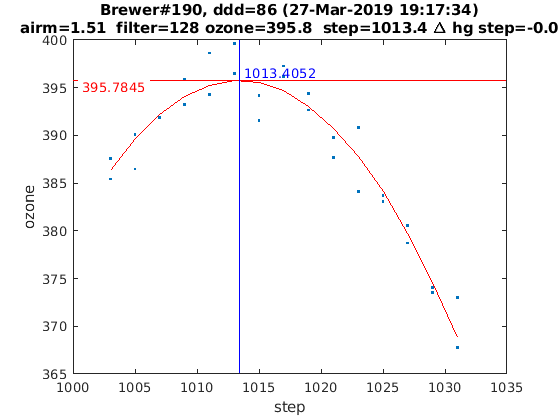 Brewer#190, ddd=86 (27-Mar-2019 19:17:34)
airm=1.51 filter=128 ozone=395.8 step=1013.4 Δ hg step=-0.0
400
395
390
385
380
375
370
365
ozone
1013.4052
395.7845
1000 1005 1010 1015 1020 1025 1030 1035
step